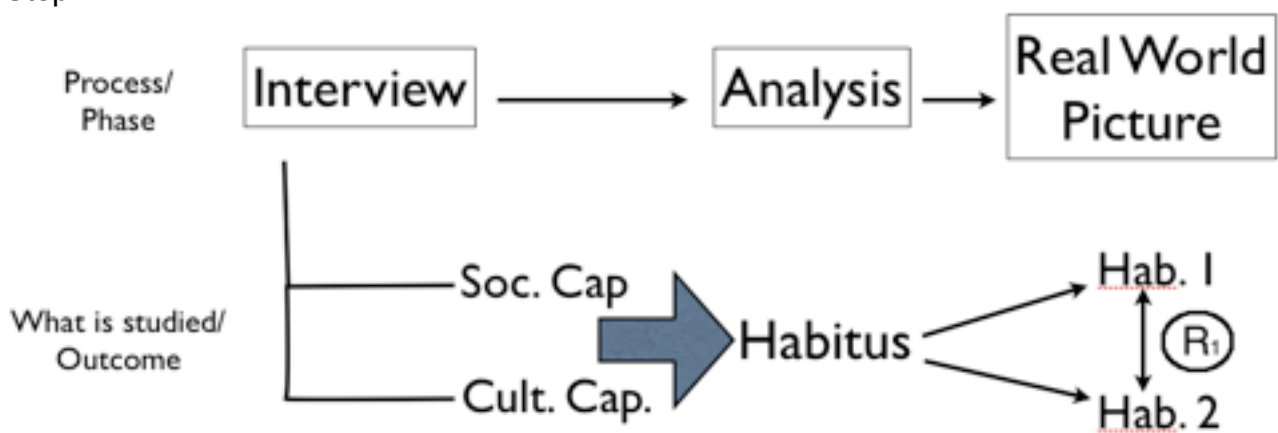 Process/
Phase
Interview
Analysis
Real World
Picture
What is studied/
Outcome
Soc. Cap
Cult. Cap.
Habitus
Hab. 1
R1
Hab. 2